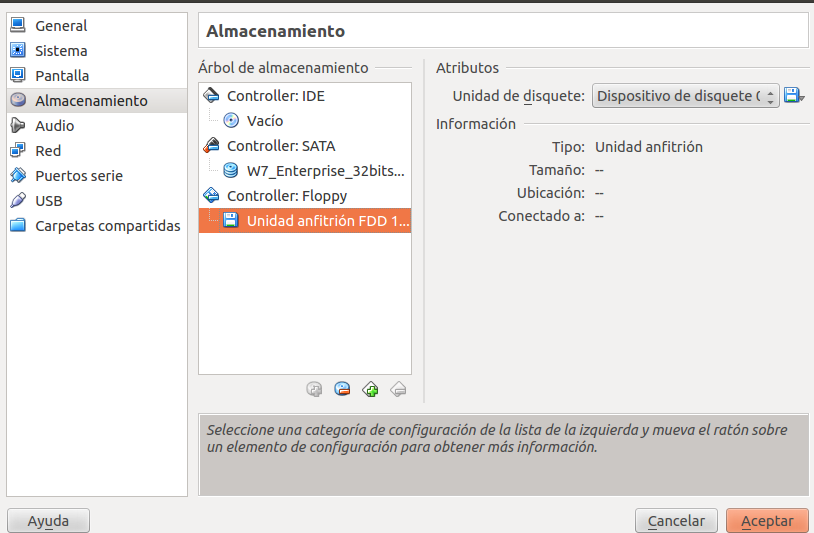 General
Sistema
Pantalla
Almacenamiento
Audio
Red
Puertos serie
USB
Carpetas compartidas
Almacenamiento
Árbol de almacenamiento
Controller: IDE
Vacío
Controller: SATA
W7_Enterprise_32bits...
Controller: Floppy
Unidad anfitrión FDD 1...
Atributos
Unidad de disquete: Dispositivo de disquete
Información
Tipo: Unidad anfitrión
Tamaño: --
Ubicación: --
Conectado a: --
Seleccione una categoría de configuración de la lista de la izquierda y mueva el ratón sobre
un elemento de configuración para obtener más información.
Ayuda
Cancelar
Aceptar